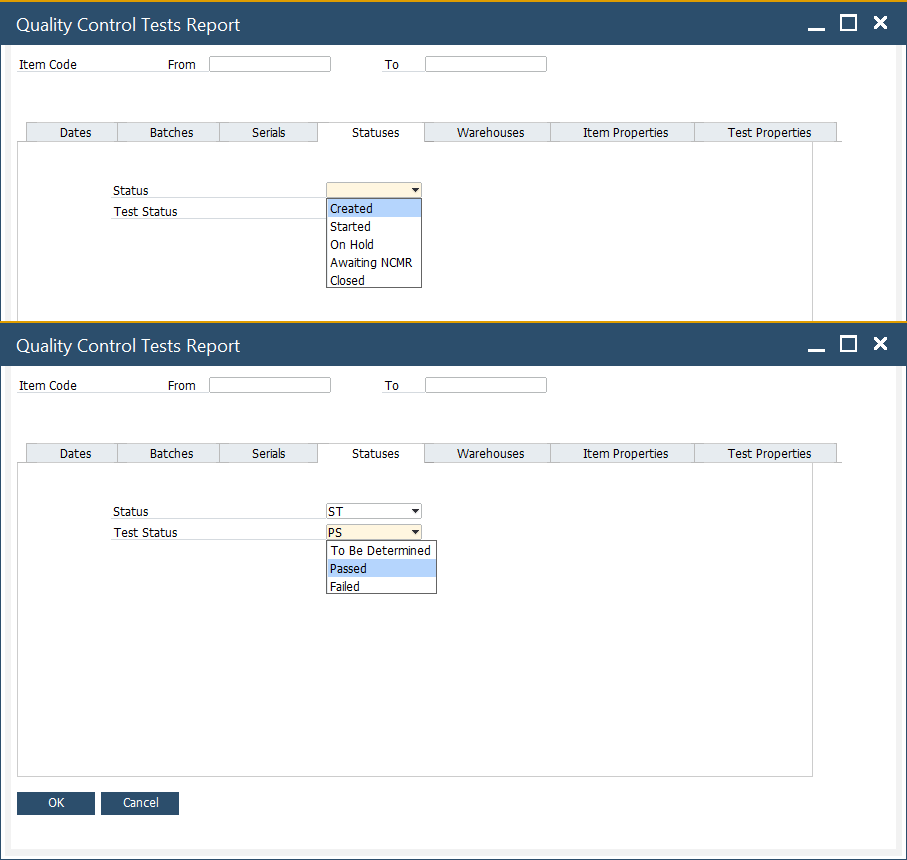 Quality Control Tests Report
Item Code From To
Dates Batches Serials Statuses Warehouses Item Properties Test Properties
Status
Test Status
Created
Started
On Hold
Awaiting NCMR
Closed
Quality Control Tests Report
Item Code From To
Dates Batches Serials Statuses Warehouses Item Properties Test Properties
Status ST
Test Status PS
To Be Determined
Passed
Failed
OK Cancel